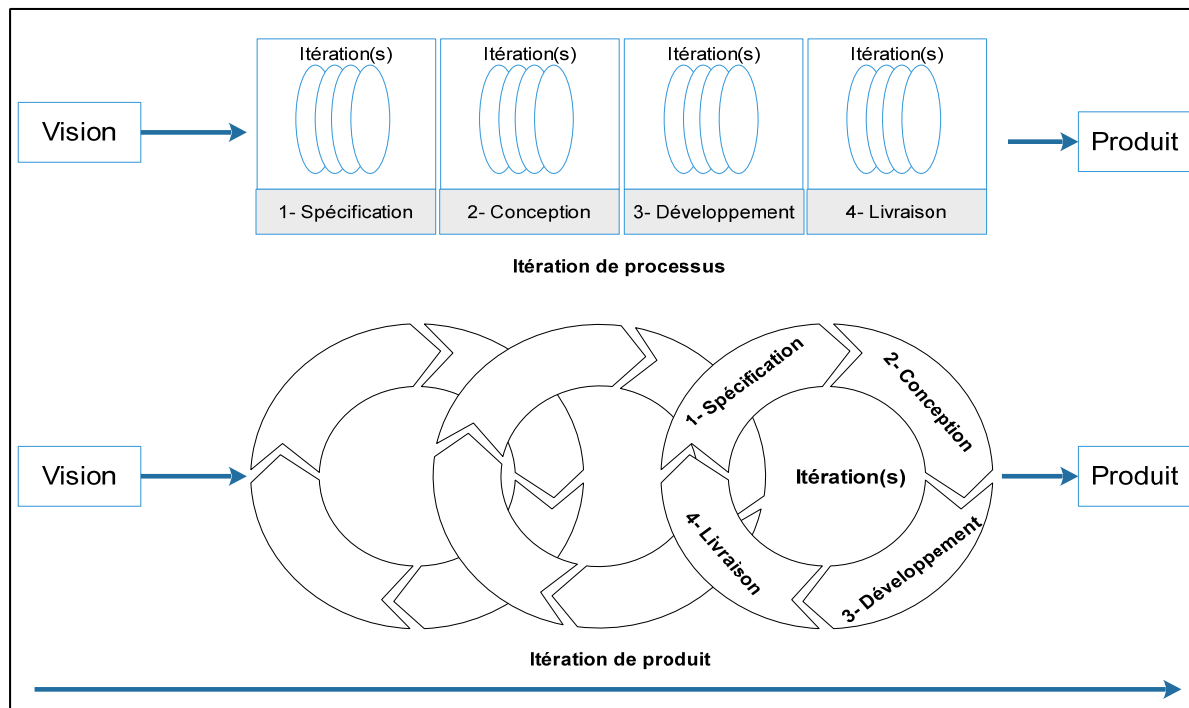 Itération(s)
Itération(s)
Itération(s)
Itération(s)
Vision
Produit
1- Spécification
2- Conception
3- Développement
4- Livraison
Itération de processus
1- Spécification
2- Conception
Vision
Itération(s)
Produit
4- Livraison
3- Développement
Itération de produit